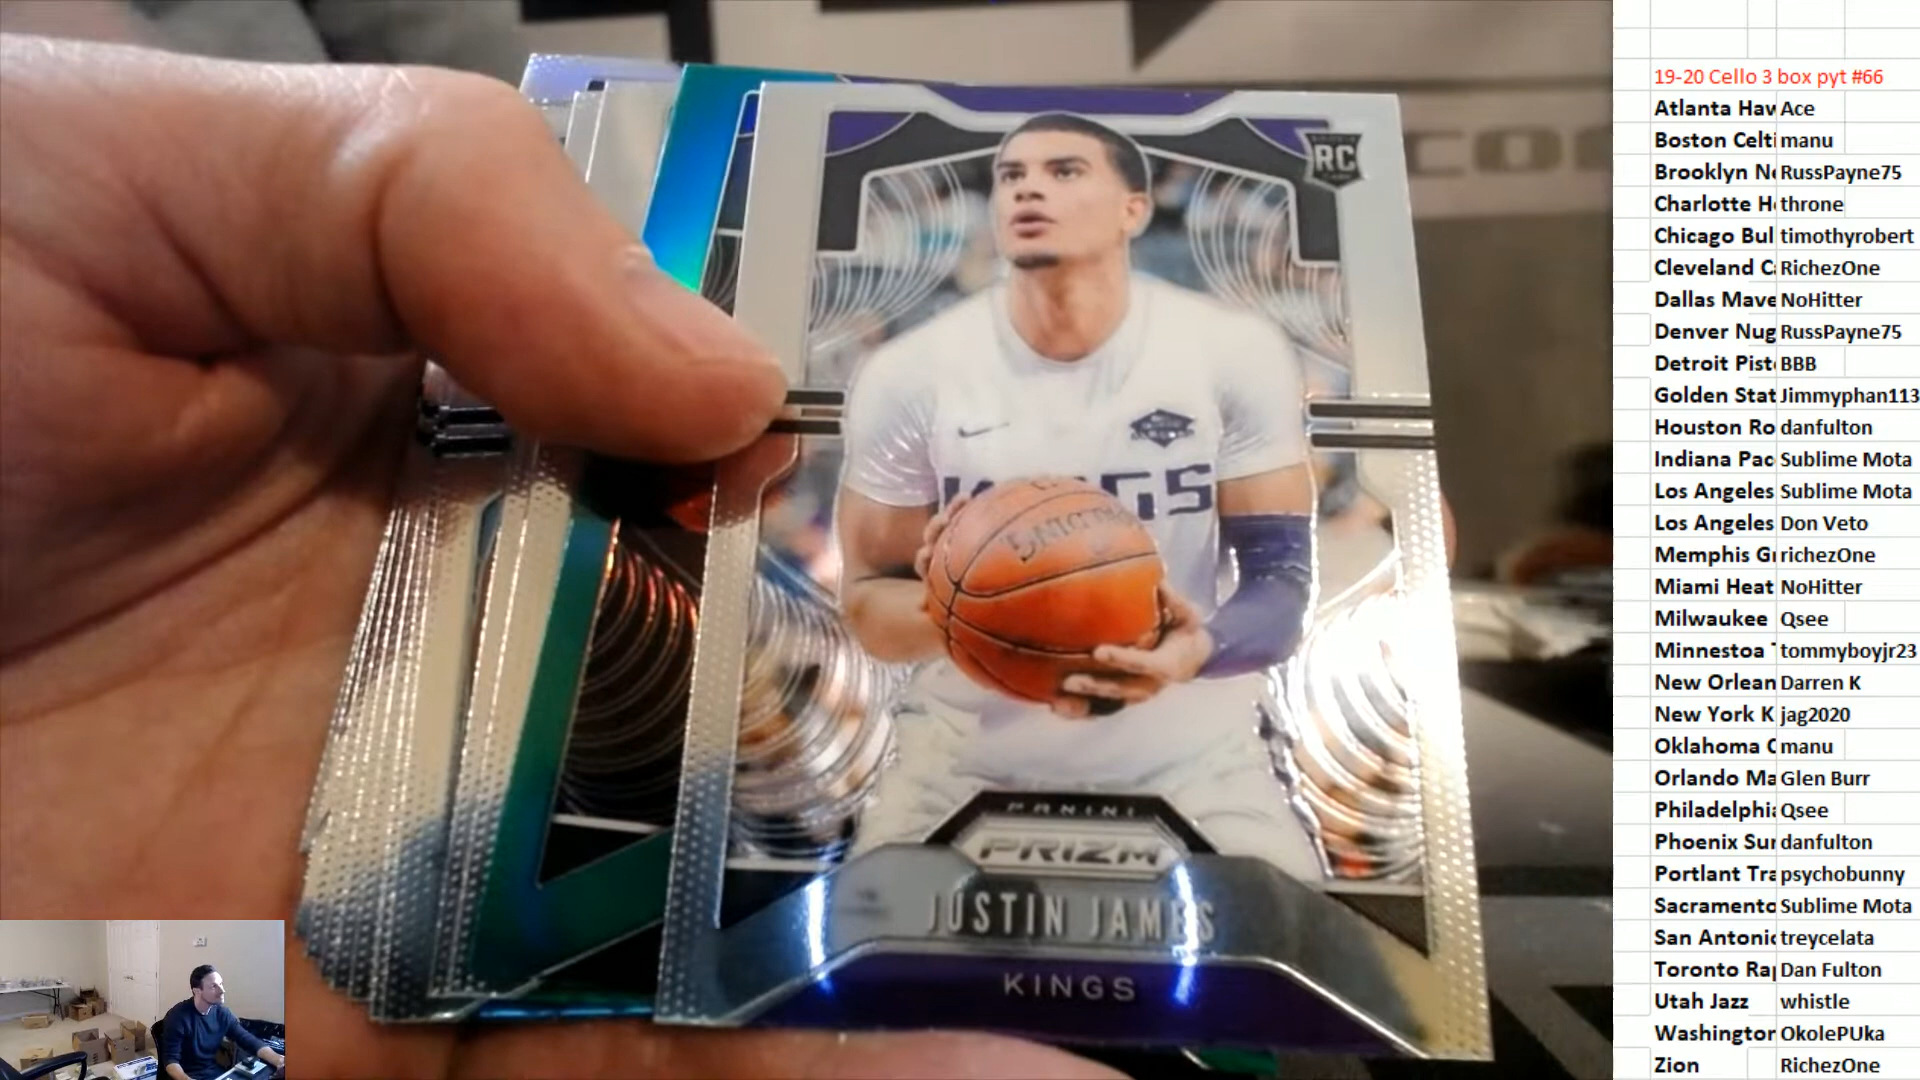 RC
KINGS
PANINI
PRIZM
JUSTIN JAMES
KINGS
19-20 Cello 3 box pyt #66
Atlanta Haw Ace
Boston Celti manu
Brooklyn Ne RussPayne75
Charlotte H throne
Chicago Bul timothyrobert
Cleveland Ca RichezOne
Dallas Mave NoHitter
Denver Nug RussPayne75
Detroit Pist BBB
Golden Stat Jimmyphan113
Houston Ro danfulton
Indiana Pac Sublime Mota
Los Angeles Sublime Mota
Los Angeles Don Veto
Memphis Gr richezOne
Miami Heat NoHitter
Milwaukee Qsee
Minnestoa T tommyboyjr23
New Orlean Darren K
New York K jag2020
Oklahoma C manu
Orlando Ma Glen Burr
Philadelphia Qsee
Phoenix Sun danfulton
Portlant Tra psychobunny
Sacramento Sublime Mota
San Antonio treycelata
Toronto Rap Dan Fulton
Utah Jazz whistle
Washington OkolePUka
Zion RichezOne